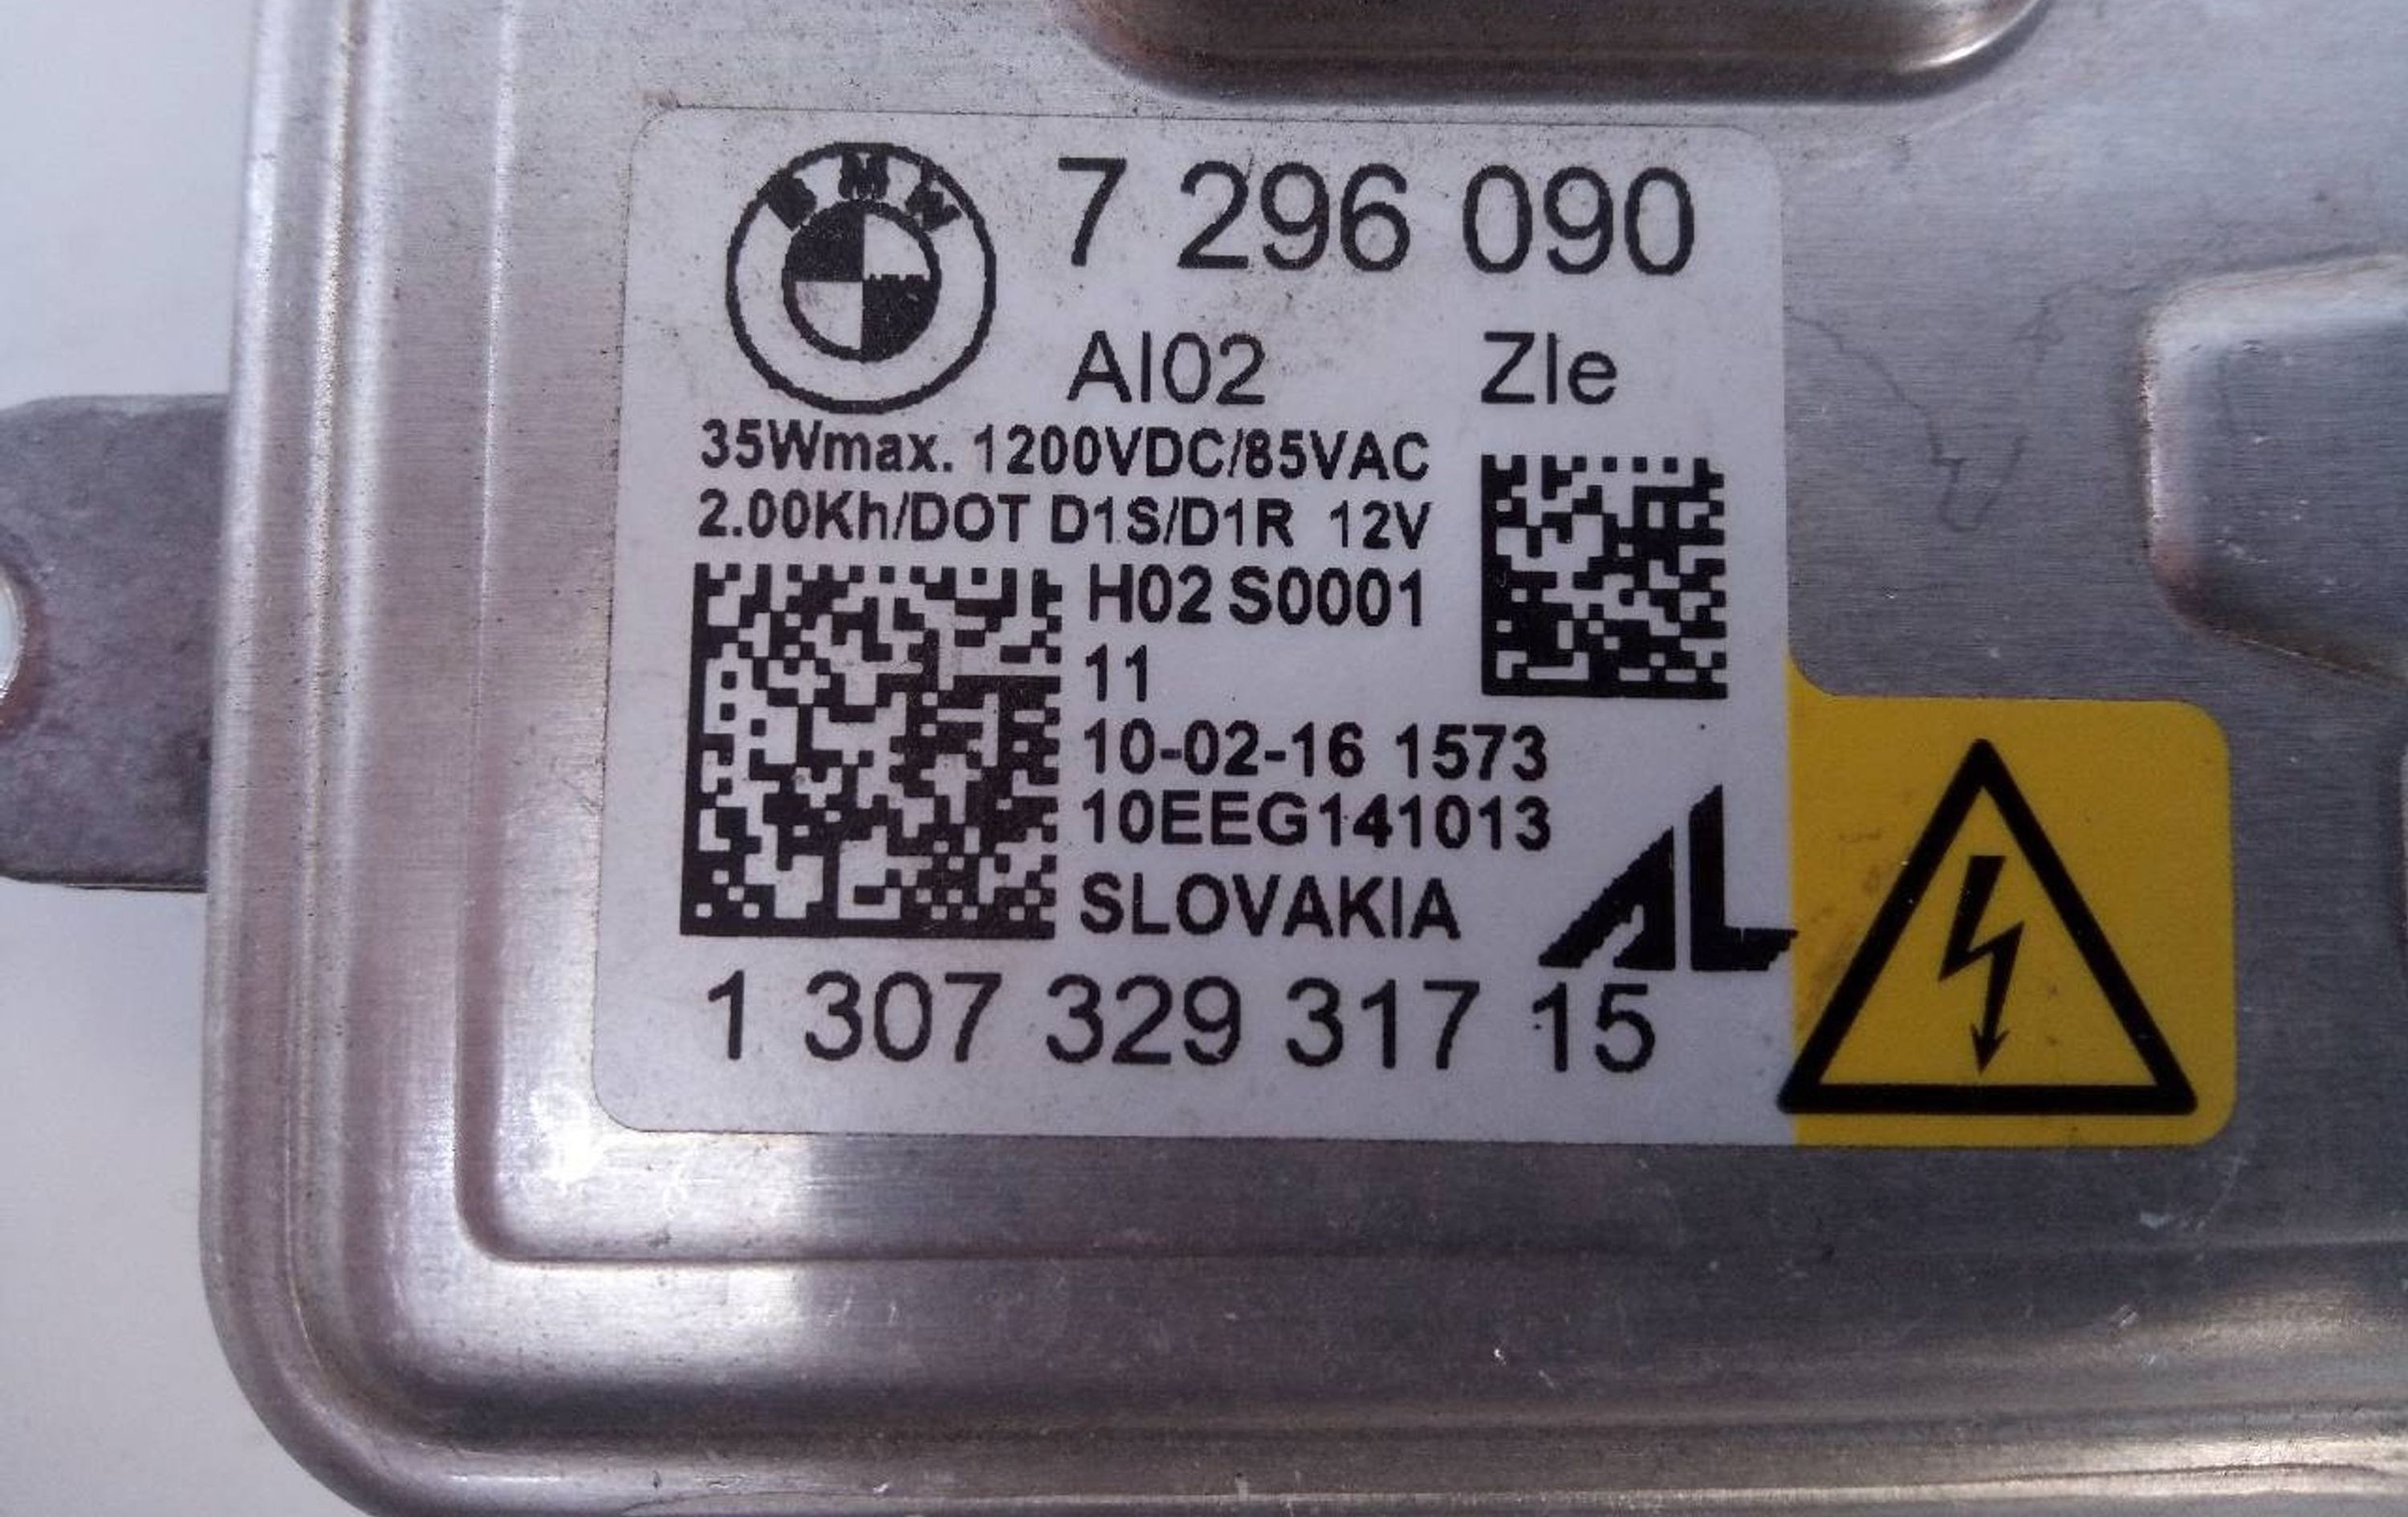 BMW
7 296 090
AI02 ZIe
35Wmax. 1200VDC/85VAC
2.00Kh/DOT D1S/D1R 12V
H02 S0001
11
10-02-16 1573
10EEG141013
SLOVAKIA
AL
1 307 329 317 15